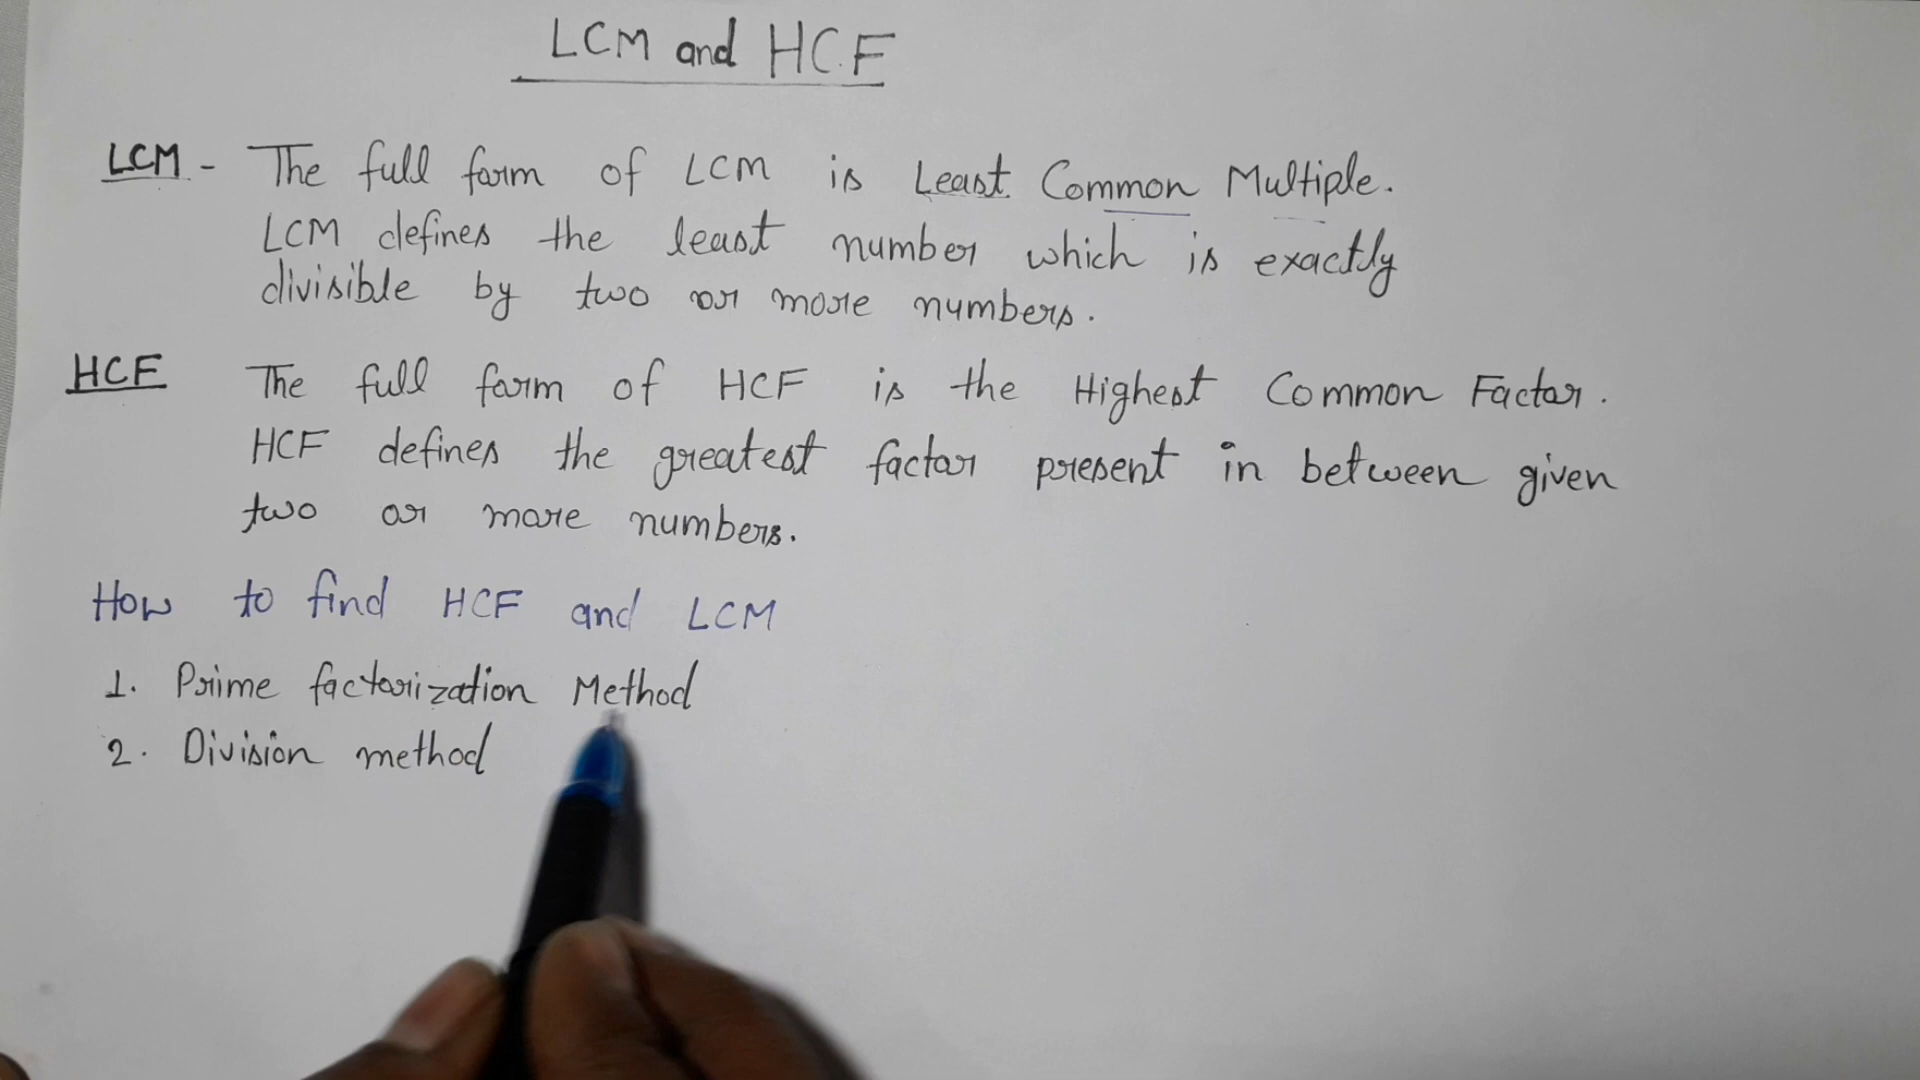 LCM and HCF
LCM - The full form of LCM is Least Common Multiple.
LCM defines the least number which is exactly
divisible by two or more numbers.
HCF The full form of HCF is the Highest Common Factor.
HCF defines the greatest factor present in between given
two or more numbers.
How to find HCF and LCM
1. Prime factorization Method
2. Division method